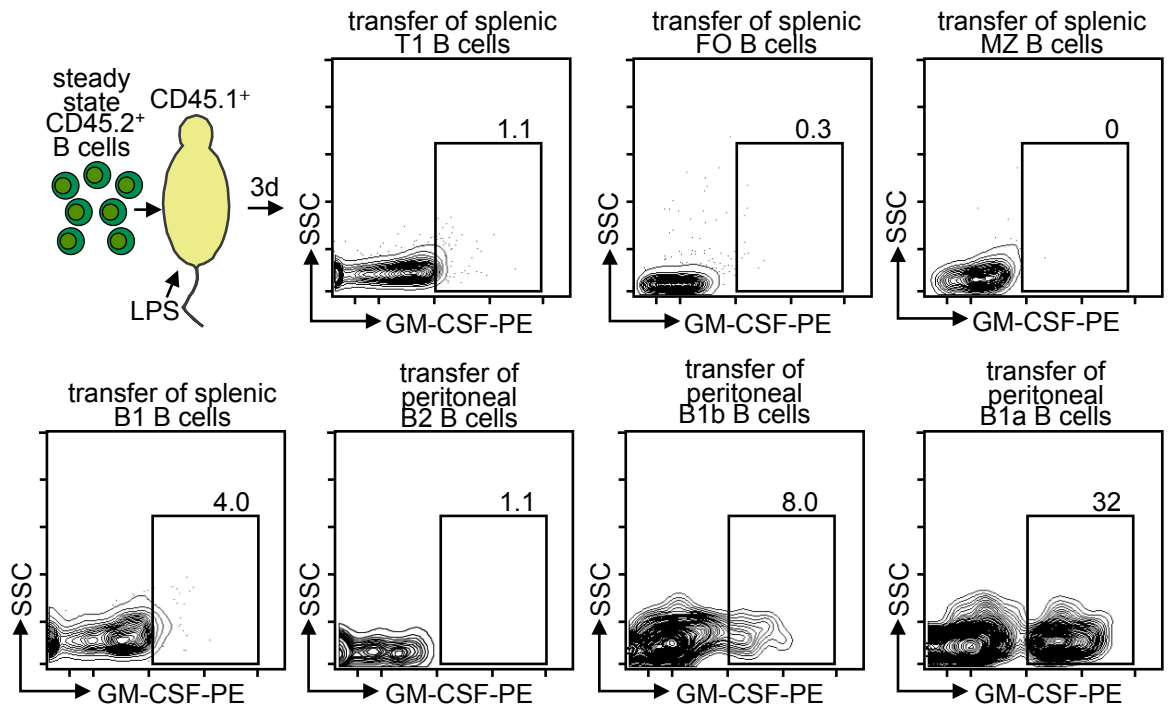 steady
state
CD45.2+
B cells
CD45.1+
3d
LPS
transfer of splenic
T1 B cells
1.1
SSC
GM-CSF-PE
transfer of splenic
FO B cells
0.3
SSC
GM-CSF-PE
transfer of splenic
MZ B cells
0
SSC
GM-CSF-PE
transfer of splenic
B1 B cells
4.0
SSC
GM-CSF-PE
transfer of
peritoneal
B2 B cells
1.1
SSC
GM-CSF-PE
transfer of
peritoneal
B1b B cells
8.0
SSC
GM-CSF-PE
transfer of
peritoneal
B1a B cells
32
SSC
GM-CSF-PE